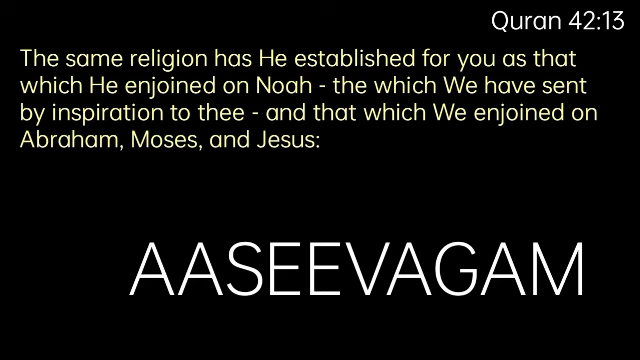 Quran 42:13
The same religion has He established for you as that
which He enjoined on Noah - the which We have sent
by inspiration to thee - and that which We enjoined on
Abraham, Moses, and Jesus:
AASEEVAGAM